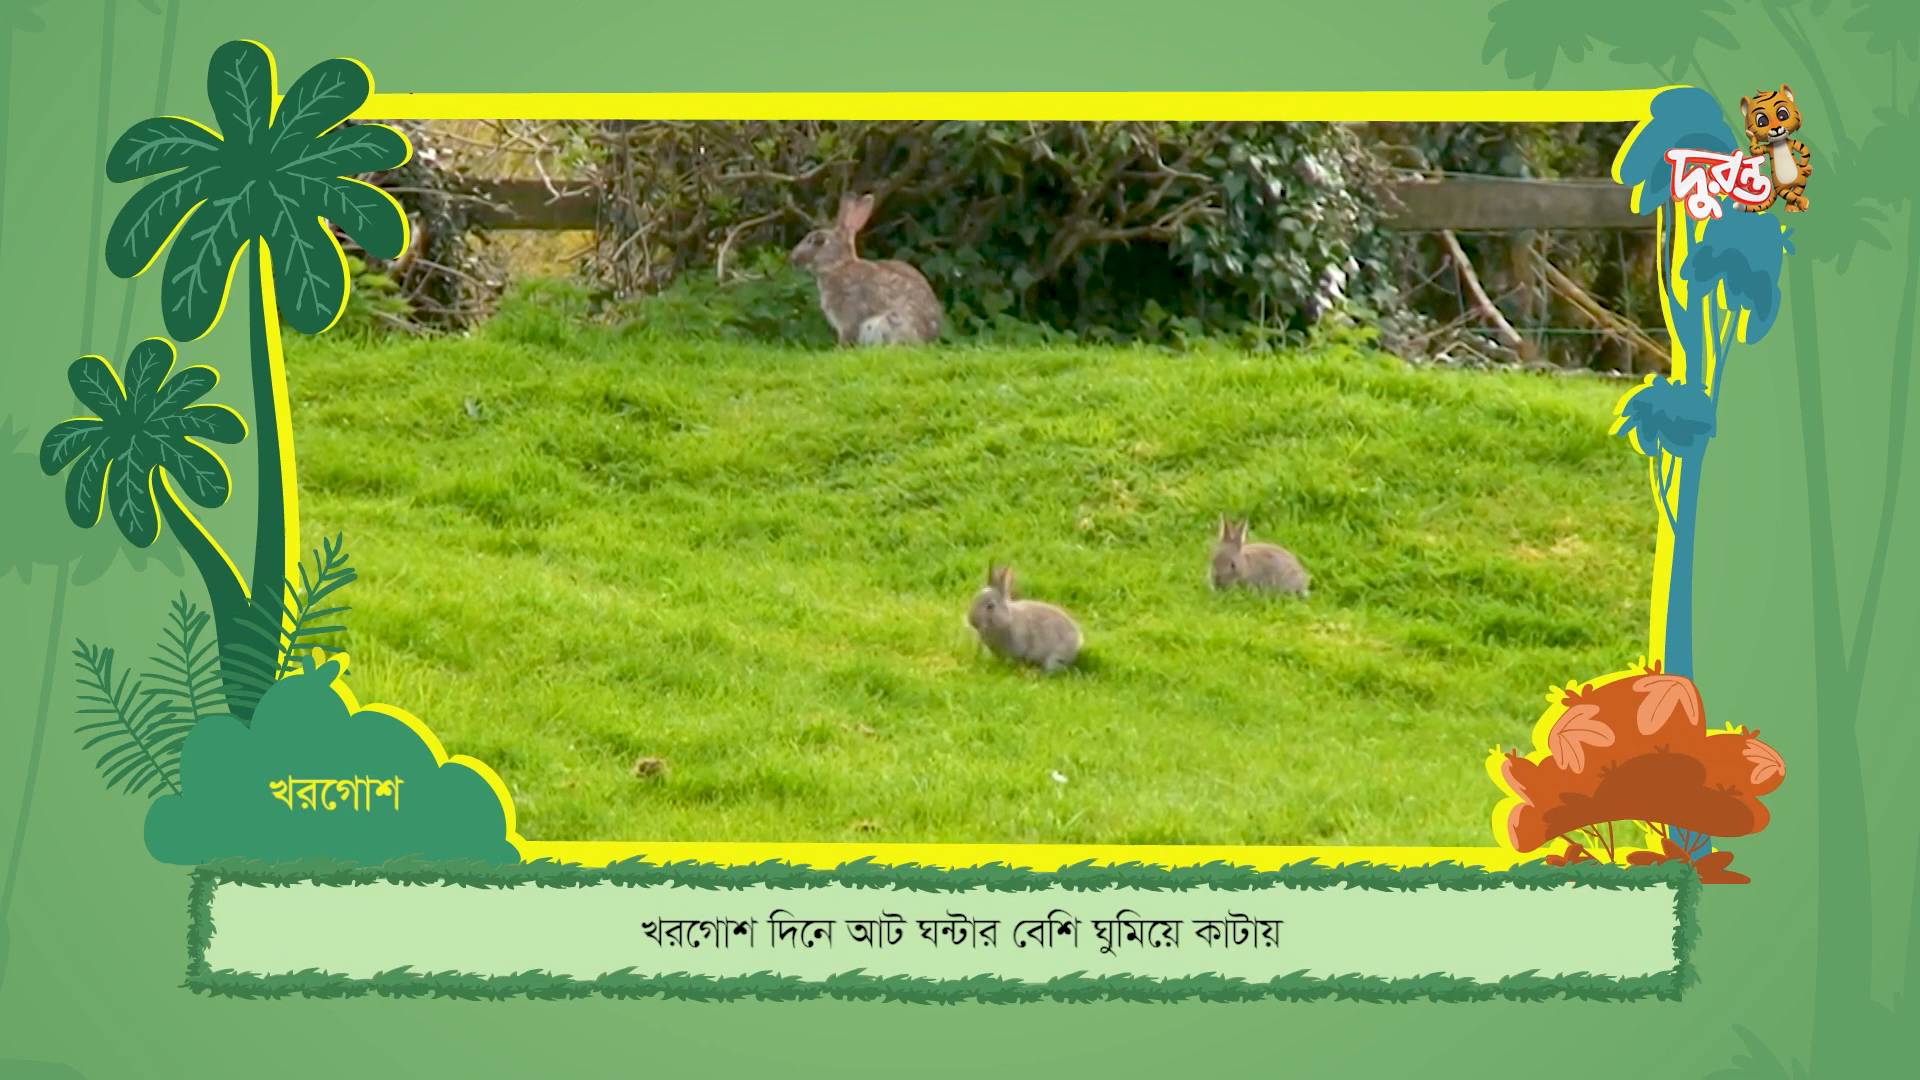 দুরন্ত
খরগোশ
খরগোশ দিনে আট ঘন্টার বেশি ঘুমিয়ে কাটায়